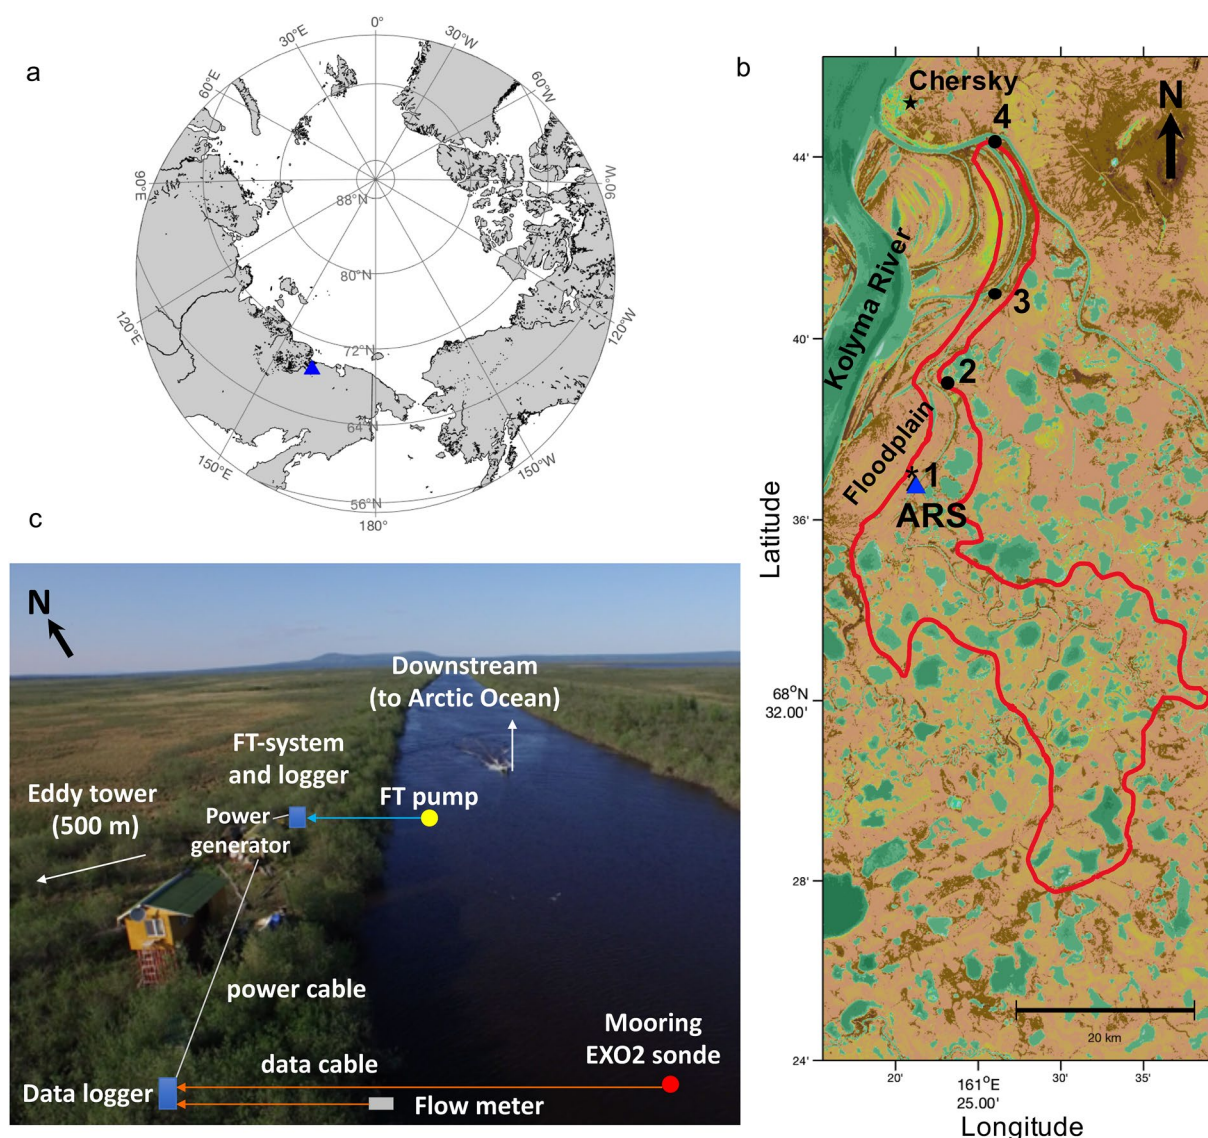 a
0°
30°E
30°W
60°E
60°W
90°E
90°W
88°N
80°N
120°E
120°W
72°N
64°N
150°E
150°W
56°N
180°
b
Chersky
4
N
44'
Kolyma River
3
40'
2
Floodplain
*1
ARS
36'
Latitude
68°N
32.00'
28'
20 km
24'
20'
161°E
25.00'
30'
35'
Longitude
c
N
Downstream
(to Arctic Ocean)
FT-system
and logger
Eddy tower
(500 m)
FT pump
Power
generator
power cable
Mooring
EXO2 sonde
data cable
Data logger
Flow meter